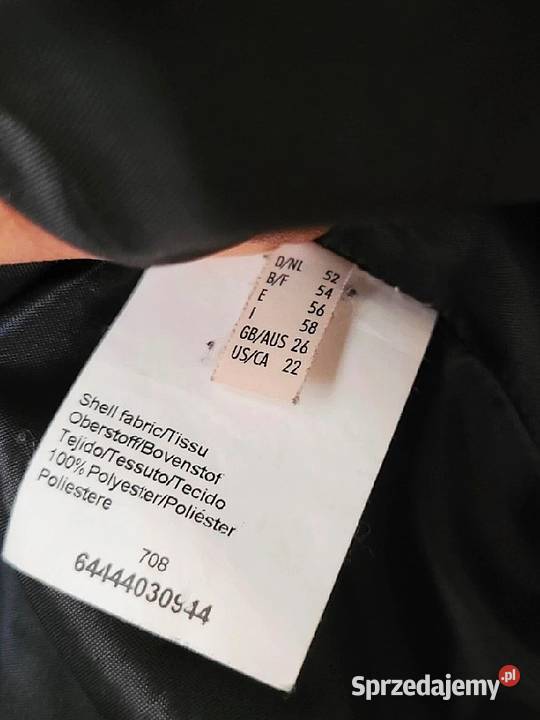 D/NL 52
B/F 54
E 56
I 58
GB/AUS 26
US/CA 22
Shell fabric/Tissu
Oberstoff/Bovenstof
Tejido/Tessuto/Tecido
100% Polyester/Poliéster
Poliestere
708
64444030944
Sprzedajemy.pl